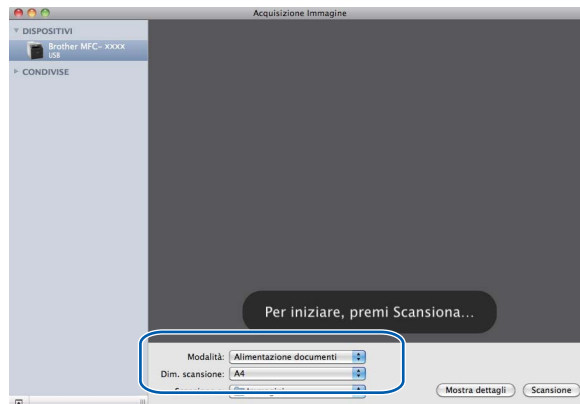 Acquisizione Immagine
DISPOSITIVI
Brother MFC- xxxx
USB
CONDIVISE
Per iniziare, premi Scansiona...
Modalità: Alimentazione documenti
Dim. scansione: A4
Mostra dettagli Scansione